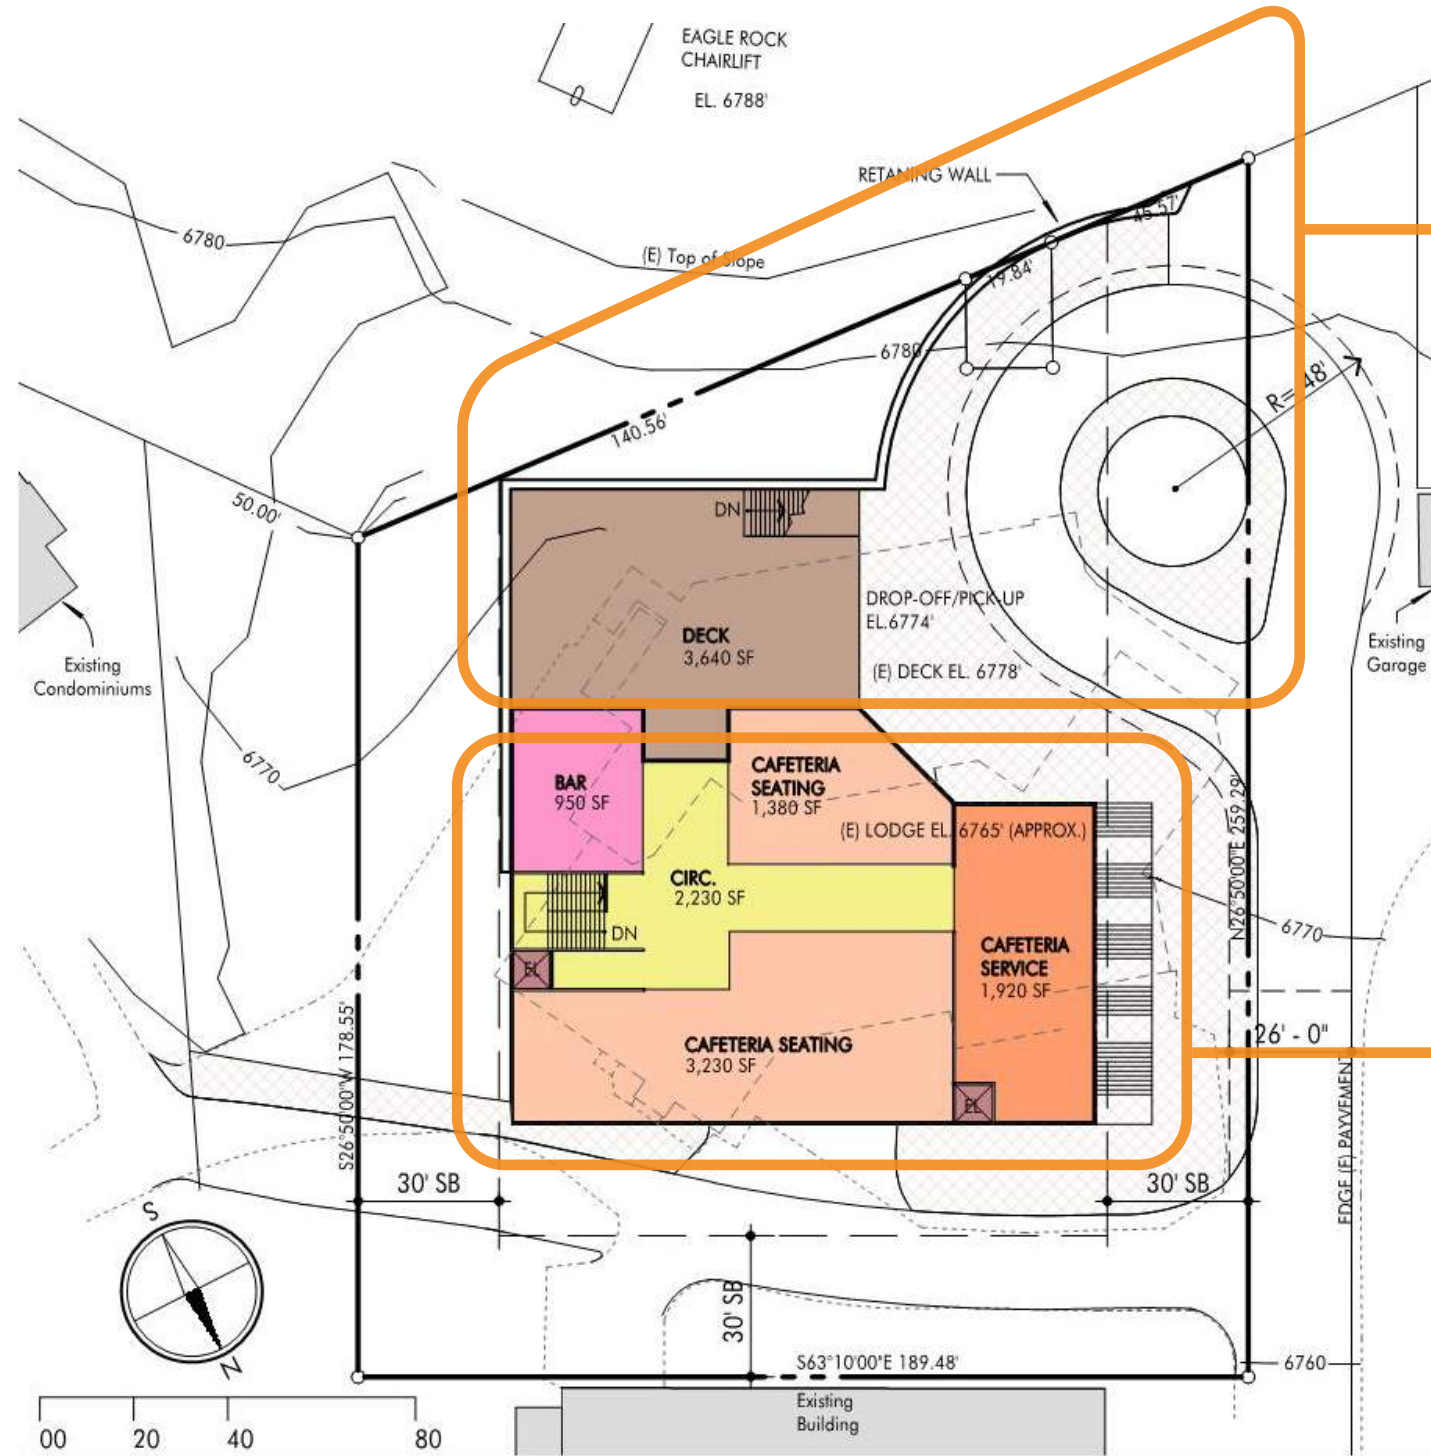 EAGLE ROCK
CHAIRLIFT
EL. 6788'
RETANING WALL
45.57'
6780
(E) Top of Slope
19.84'
6780
R= 48'
140.56'
50.00'
DN
DROP-OFF/PICK-UP
EL.6774'
DECK
3,640 SF
(E) DECK EL. 6778'
Existing
Condominiums
Existing
Garage
6770
BAR
950 SF
CAFETERIA
SEATING
1,380 SF
(E) LODGE EL. 6765' (APPROX.)
N26°50'00"E 259.29'
CIRC.
2,230 SF
DN
6770
EL
CAFETERIA
SERVICE
1,920 SF
S26°50'00"W 178.55'
CAFETERIA SEATING
3,230 SF
26' - 0"
EL
EDGE (E) PAYVEMENT
30' SB
30' SB
S
N
30' SB
S63°10'00"E 189.48'
6760
Existing
Building
00 20 40 80